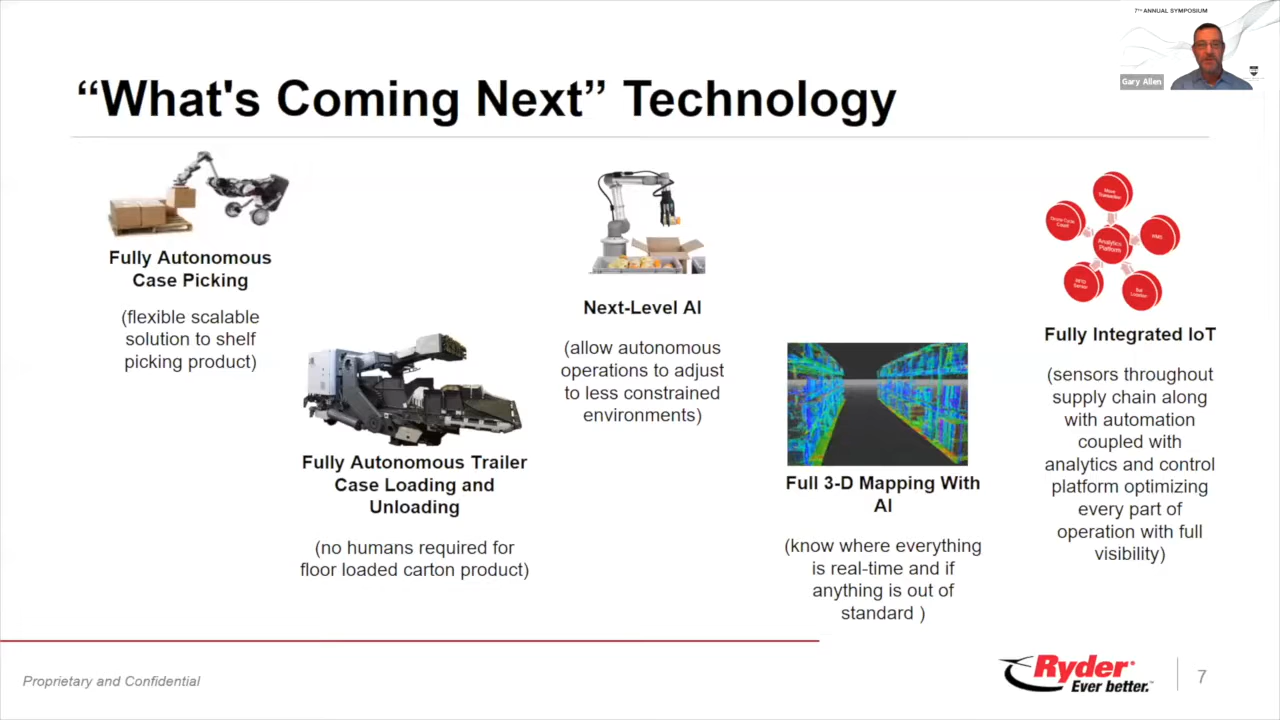 7TH ANNUAL SYMPOSIUM
Gary Allen
“What's Coming Next” Technology
Fully Autonomous
Case Picking
(flexible scalable
solution to shelf
picking product)
Fully Autonomous Trailer
Case Loading and
Unloading
(no humans required for
floor loaded carton product)
Next-Level AI
(allow autonomous
operations to adjust
to less constrained
environments)
Full 3-D Mapping With
AI
(know where everything
is real-time and if
anything is out of
standard )
Analytics
Platform
WMS
Fully Integrated IoT
(sensors throughout
supply chain along
with automation
coupled with
analytics and control
platform optimizing
every part of
operation with full
visibility)
Proprietary and Confidential
Ryder
Ever better.™
7